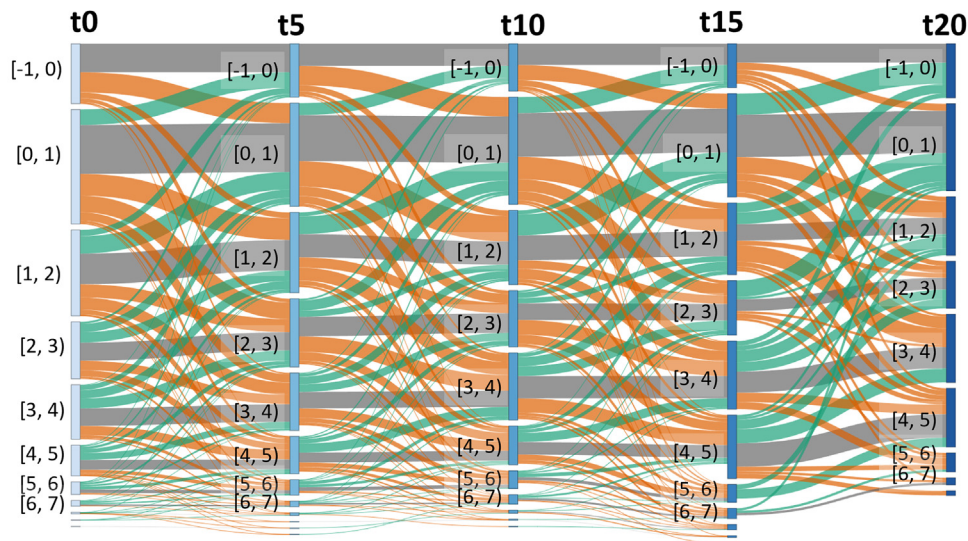 t0 t5 t10 t15 t20
[-1, 0) [-1, 0) [-1, 0) [-1, 0)
[0, 1) [0, 1) [0, 1) [0, 1) [0, 1)
[1, 2) [1, 2) [1, 2) [1, 2) [1, 2)
[2, 3) [2, 3) [2, 3) [2, 3) [2, 3)
[3, 4) [3, 4) [3, 4) [3, 4) [3, 4)
[4, 5) [4, 5) [4, 5) [4, 5) [4, 5)
[5, 6) [5, 6) [5, 6) [5, 6) [5, 6)
[6, 7) [6, 7) [6, 7) [6, 7) [6, 7)